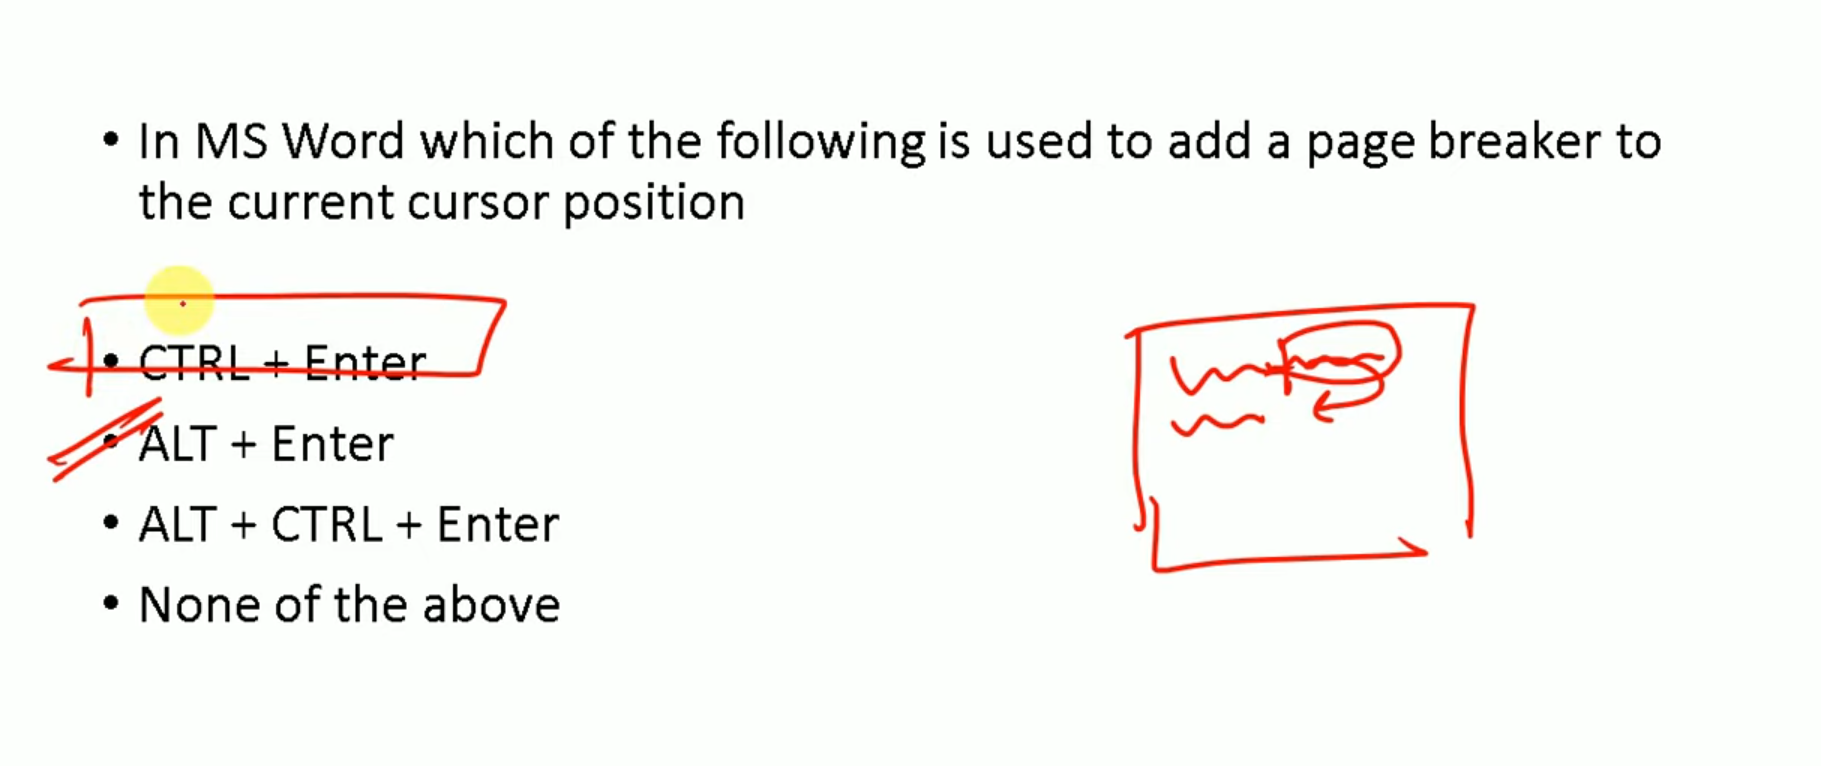 • In MS Word which of the following is used to add a page breaker to
the current cursor position
• CTRL + Enter
• ALT + Enter
• ALT + CTRL + Enter
• None of the above